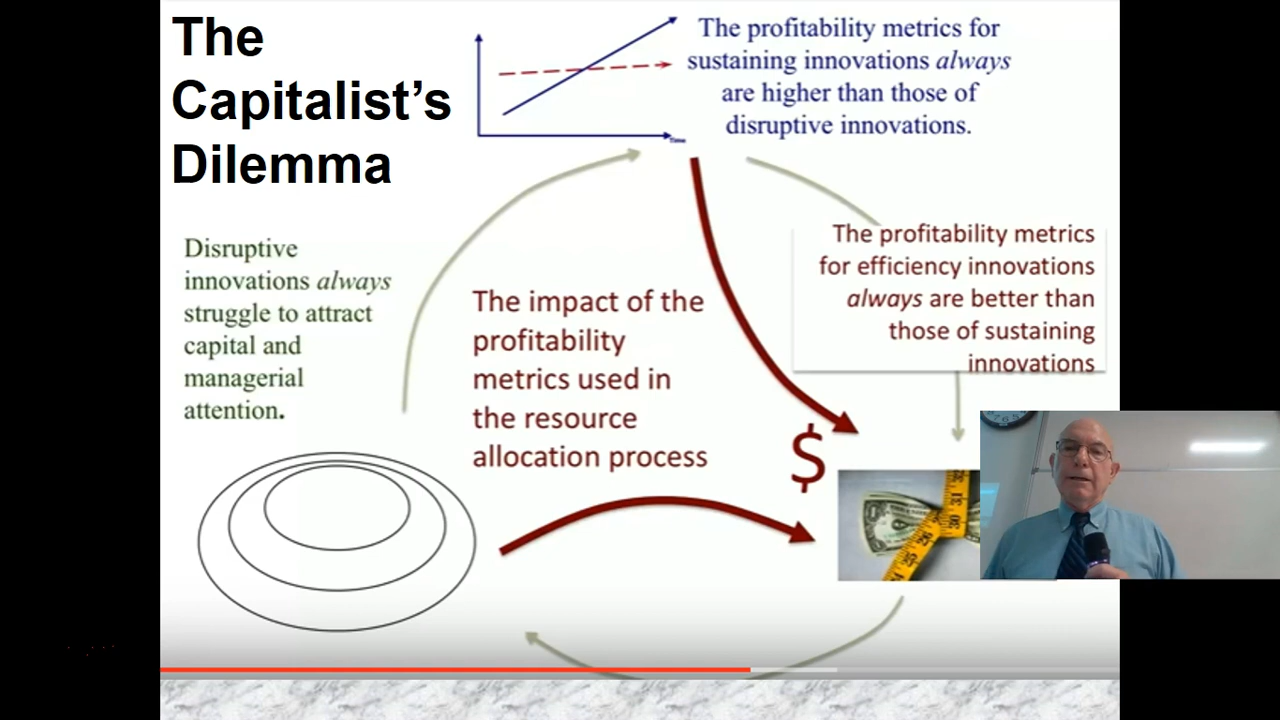 The
Capitalist’s
Dilemma
Time
The profitability metrics for
sustaining innovations always
are higher than those of
disruptive innovations.
Disruptive
innovations always
struggle to attract
capital and
managerial
attention.
The impact of the
profitability
metrics used in
the resource
allocation process
The profitability metrics
for efficiency innovations
always are better than
those of sustaining
innovations
$